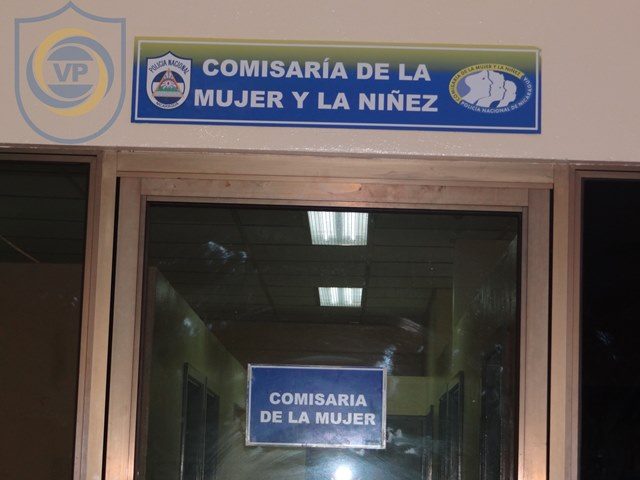 VP
POLICIA NACIONAL
COMISARÍA DE LA
MUJER Y LA NIÑEZ
COMISARIA DE LA MUJER Y LA NIÑEZ
POLICIA NACIONAL DE NICARAGUA
COMISARIA
DE LA MUJER